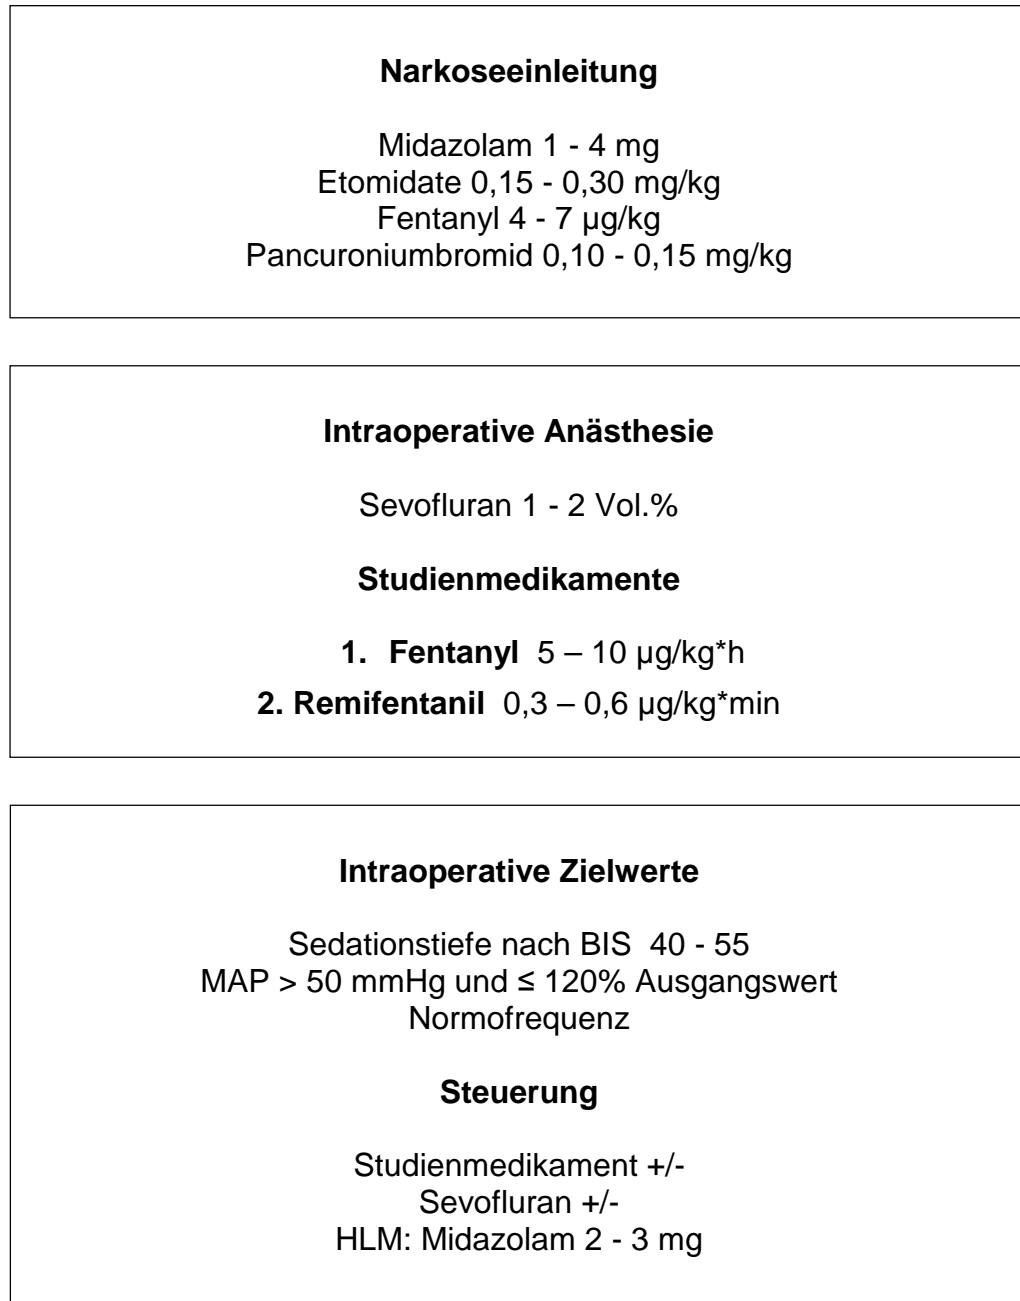 Narkoseeinleitung
Midazolam 1 - 4 mg
Etomidate 0,15 - 0,30 mg/kg
Fentanyl 4 - 7 µg/kg
Pancuroniumbromid 0,10 - 0,15 mg/kg
Intraoperative Anästhesie
Sevofluran 1 - 2 Vol.%
Studienmedikamente
1. Fentanyl 5 – 10 µg/kg*h
2. Remifentanil 0,3 – 0,6 µg/kg*min
Intraoperative Zielwerte
Sedationstiefe nach BIS 40 - 55
MAP > 50 mmHg und ≤ 120% Ausgangswert
Normofrequenz
Steuerung
Studienmedikament +/-
Sevofluran +/-
HLM: Midazolam 2 - 3 mg